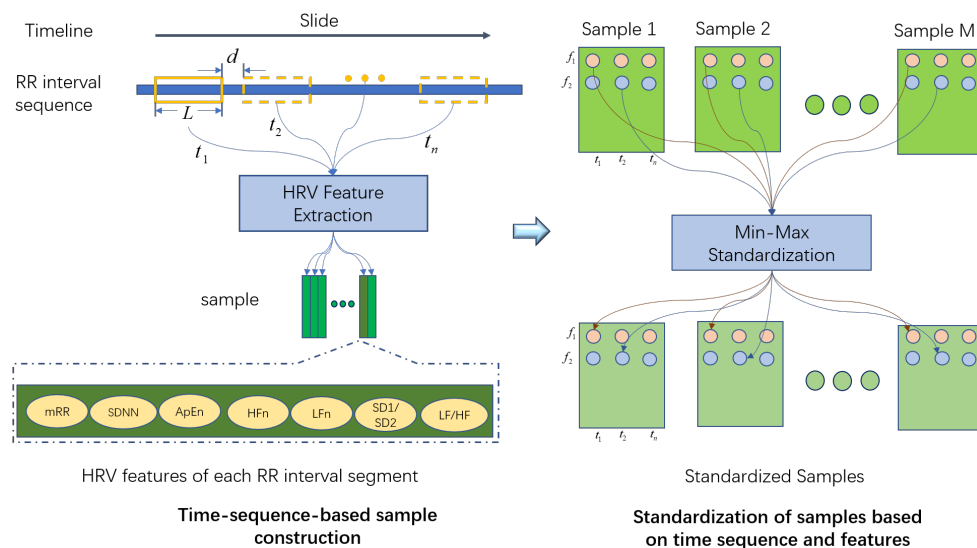 Timeline
Slide
RR interval
sequence
d
L
t1
t2
tn
HRV Feature
Extraction
sample
mRR
SDNN
ApEn
HFn
LFn
SD1/
SD2
LF/HF
HRV features of each RR interval segment
Time-sequence-based sample
construction
Sample 1
Sample 2
Sample M
f1
f2
t1 t2 tn
Min-Max
Standardization
f1
f2
t1 t2 tn
Standardized Samples
Standardization of samples based
on time sequence and features